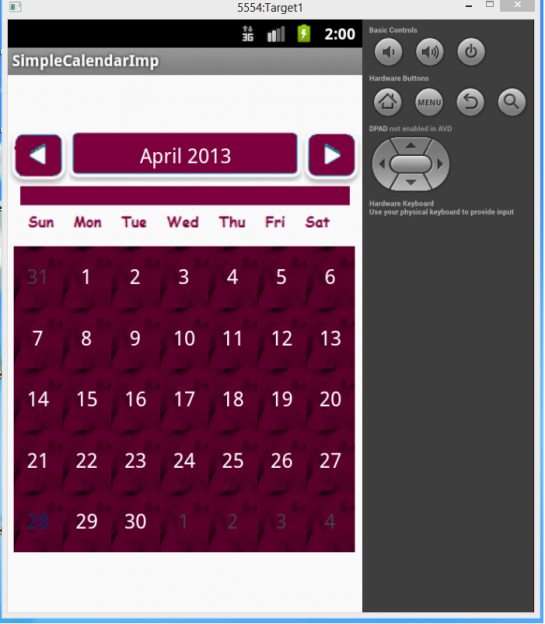 5554:Target1
3G 2:00
SimpleCalendarImp
April 2013
Sun Mon Tue Wed Thu Fri Sat
31 1 2 3 4 5 6
7 8 9 10 11 12 13
14 15 16 17 18 19 20
21 22 23 24 25 26 27
28 29 30 1 2 3 4
Basic Controls
Hardware Buttons
MENU
DPAD not enabled in AVD
Hardware Keyboard
Use your physical keyboard to provide input